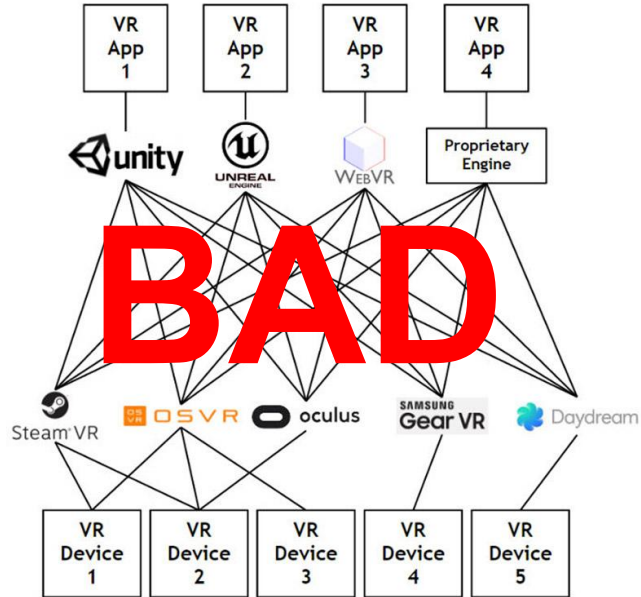 VR
App
1
VR
App
2
VR
App
3
VR
App
4
unity
UNREAL
ENGINE
WEBVR
Proprietary
Engine
BAD
Steam VR
OS
VR
OSVR
oculus
SAMSUNG
Gear VR
Daydream
VR
Device
1
VR
Device
2
VR
Device
3
VR
Device
4
VR
Device
5